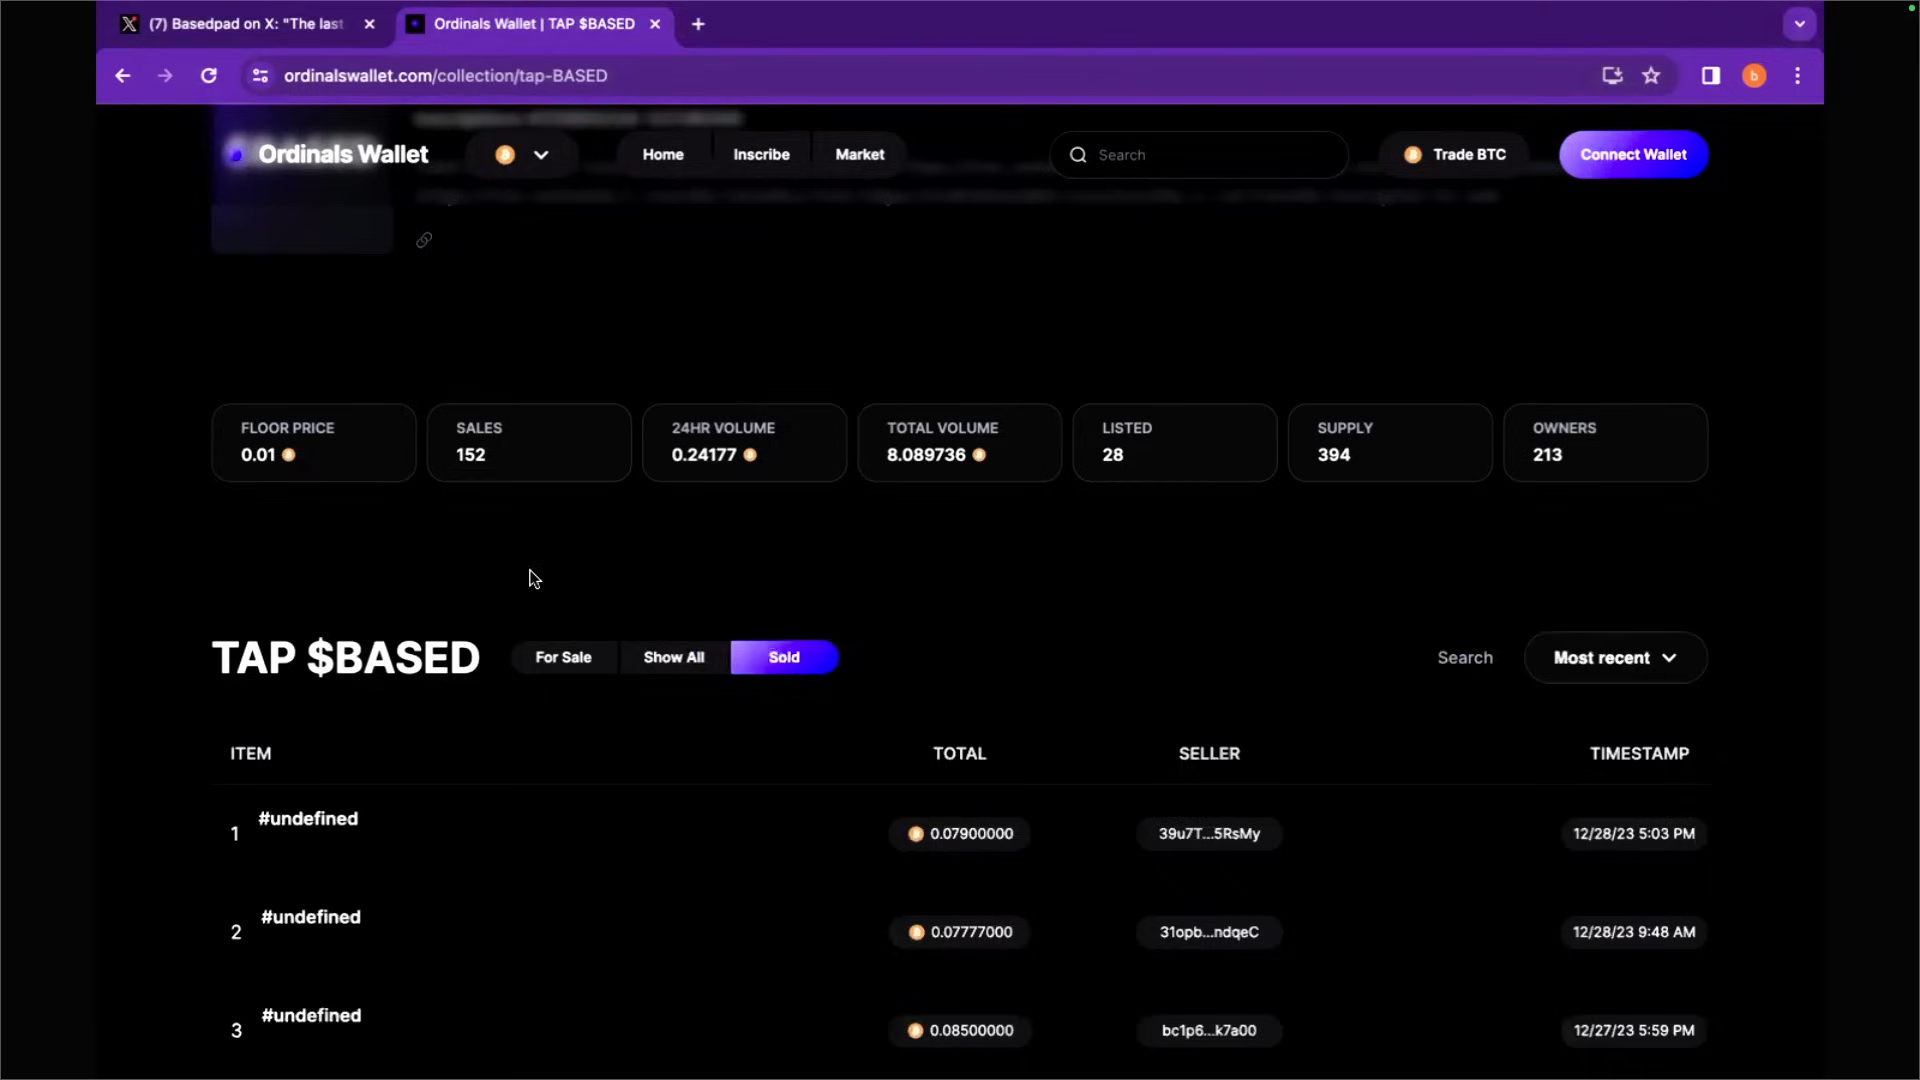 (7) Basedpad on X: "The last
Ordinals Wallet | TAP $BASED
ordinalswallet.com/collection/tap-BASED
b
Ordinals Wallet
Home
Inscribe
Market
Search
Trade BTC
Connect Wallet
FLOOR PRICE
0.01
SALES
152
24HR VOLUME
0.24177
TOTAL VOLUME
8.089736
LISTED
28
SUPPLY
394
OWNERS
213
TAP $BASED
For Sale
Show All
Sold
Search
Most recent
ITEM
TOTAL
SELLER
TIMESTAMP
1
#undefined
0.07900000
39u7T...5RsMy
12/28/23 5:03 PM
2
#undefined
0.07777000
31opb...ndqeC
12/28/23 9:48 AM
3
#undefined
0.08500000
bc1p6...k7a00
12/27/23 5:59 PM